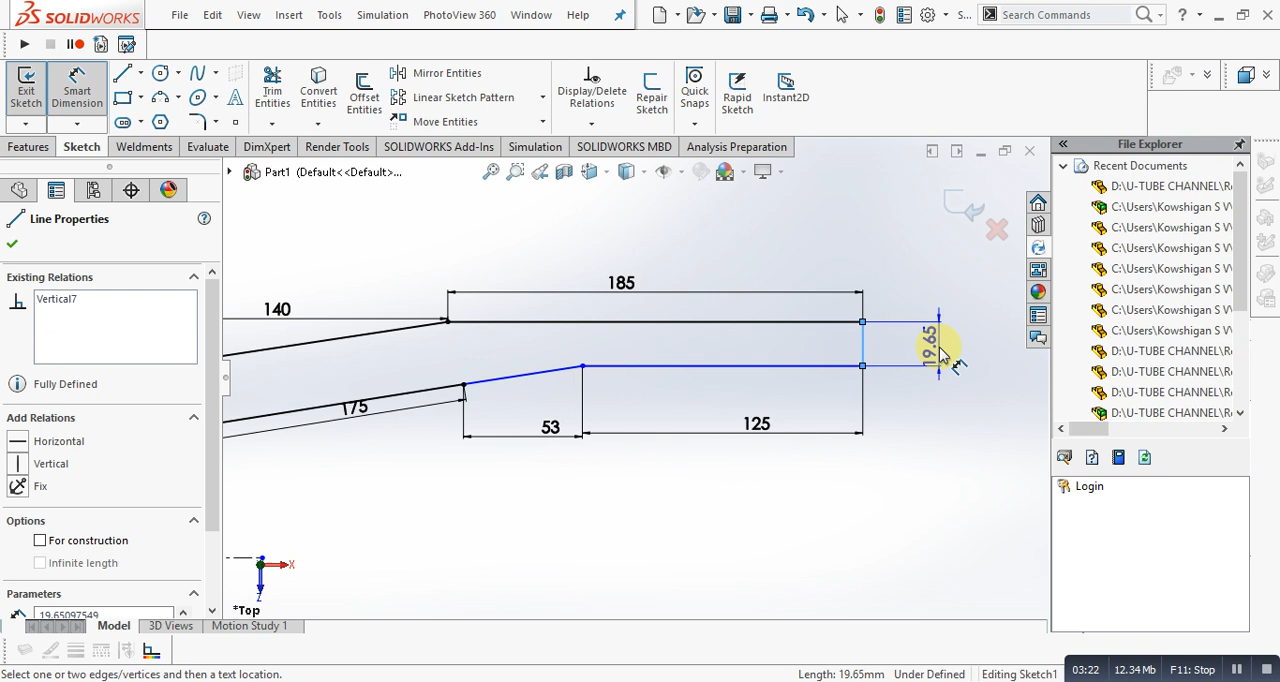 SOLIDWORKS File Edit View Insert Tools Simulation PhotoView 360 Window Help S... Search Commands ?
Exit Sketch Smart Dimension Trim Entities Convert Entities Offset Entities Mirror Entities Linear Sketch Pattern Move Entities Display/Delete Relations Repair Sketch Quick Snaps Rapid Sketch Instant2D
Features Sketch Weldments Evaluate DimXpert Render Tools SOLIDWORKS Add-Ins Simulation SOLIDWORKS MBD Analysis Preparation
File Explorer
Part1 (Default<<Default>...
Recent Documents
D:\U-TUBE CHANNEL\R
C:\Users\Kowshigan S V
C:\Users\Kowshigan S V
C:\Users\Kowshigan S V
C:\Users\Kowshigan S V
C:\Users\Kowshigan S V
C:\Users\Kowshigan S V
C:\Users\Kowshigan S V
D:\U-TUBE CHANNEL\R
D:\U-TUBE CHANNEL\R
D:\U-TUBE CHANNEL\R
D:\U-TUBE CHANNEL\R
Login
Line Properties
Existing Relations
Vertical7
Fully Defined
Add Relations
Horizontal
Vertical
Fix
Options
For construction
Infinite length
Parameters
19.65097549
185
140
19.65
175
53
125
X
Z
*Top
Model 3D Views Motion Study 1
Select one or two edges/vertices and then a text location. Length: 19.65mm Under Defined Editing Sketch1
03:22 12.34 Mb F11: Stop